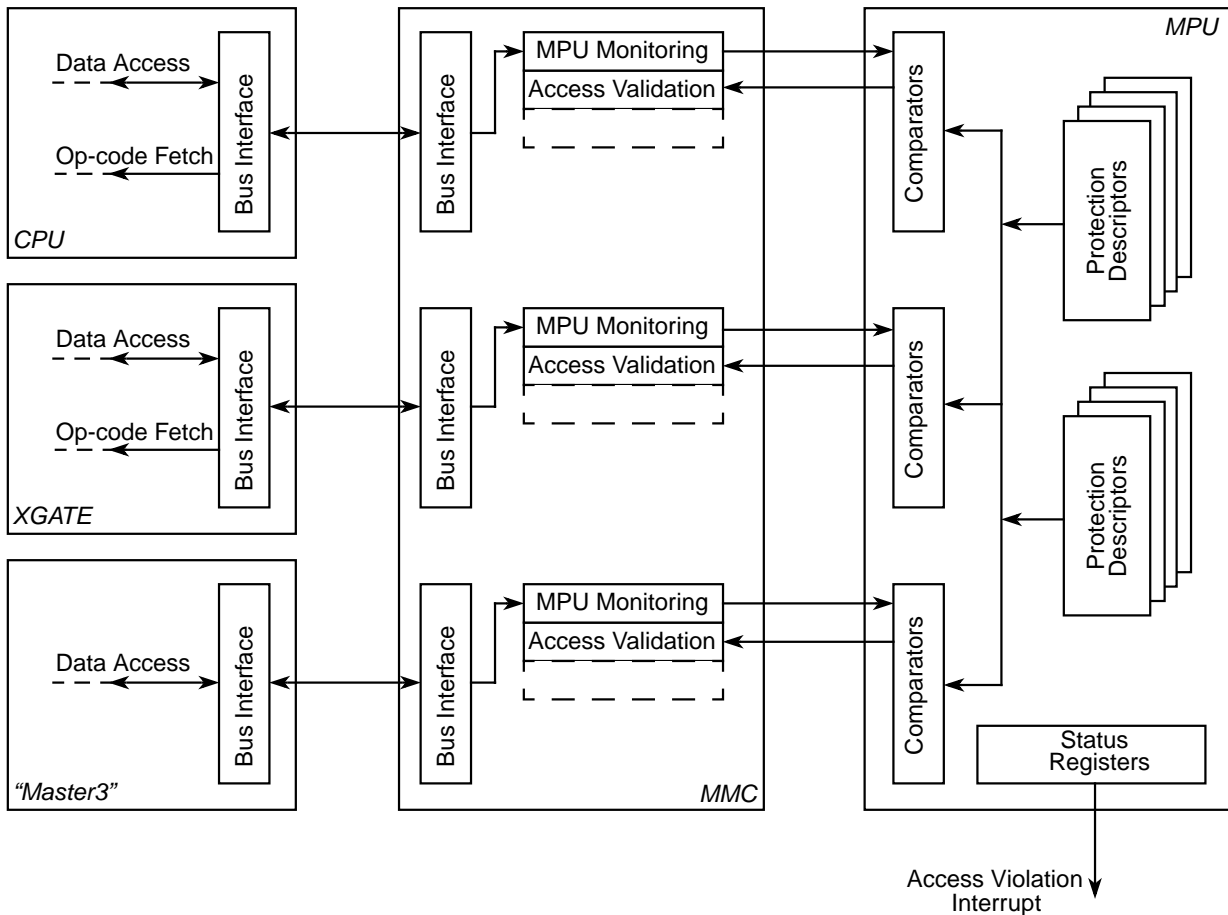 MPU
Data Access
Bus Interface
Op-code Fetch
CPU
Bus Interface
MPU Monitoring
Access Validation
Comparators
Protection
Descriptors
Data Access
Bus Interface
Op-code Fetch
XGATE
Bus Interface
MPU Monitoring
Access Validation
Comparators
Protection
Descriptors
Data Access
Bus Interface
“Master3”
Bus Interface
MPU Monitoring
Access Validation
MMC
Comparators
Status
Registers
Access Violation
Interrupt